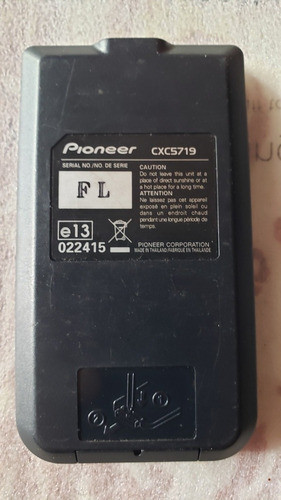 Pioneer CXC5719
SERIAL NO./NO. DE SERIE
FL
CAUTION
Do not leave this unit at a
place of direct sunshine or at
a hot place for a long time.
ATTENTION
Ne laissez pas cet appareil
exposé en plein soleil ou
dans un endroit chaud
pendant une longue période de
temps.
e13
022415
PIONEER CORPORATION
MADE IN THAILAND FABRIQUE EN THAILANDE